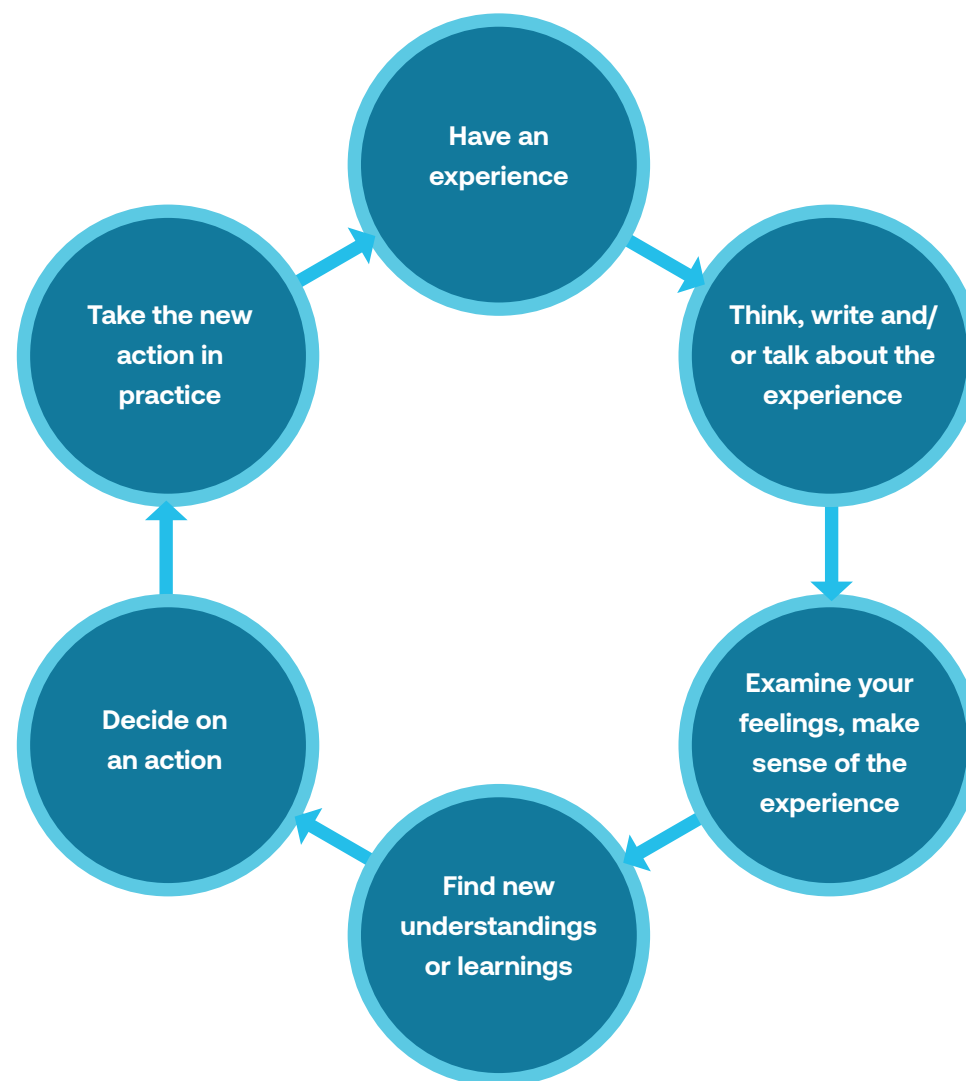 Have an
experience
Think, write and/
or talk about the
experience
Examine your
feelings, make
sense of the
experience
Find new
understandings
or learnings
Decide on
an action
Take the new
action in
practice